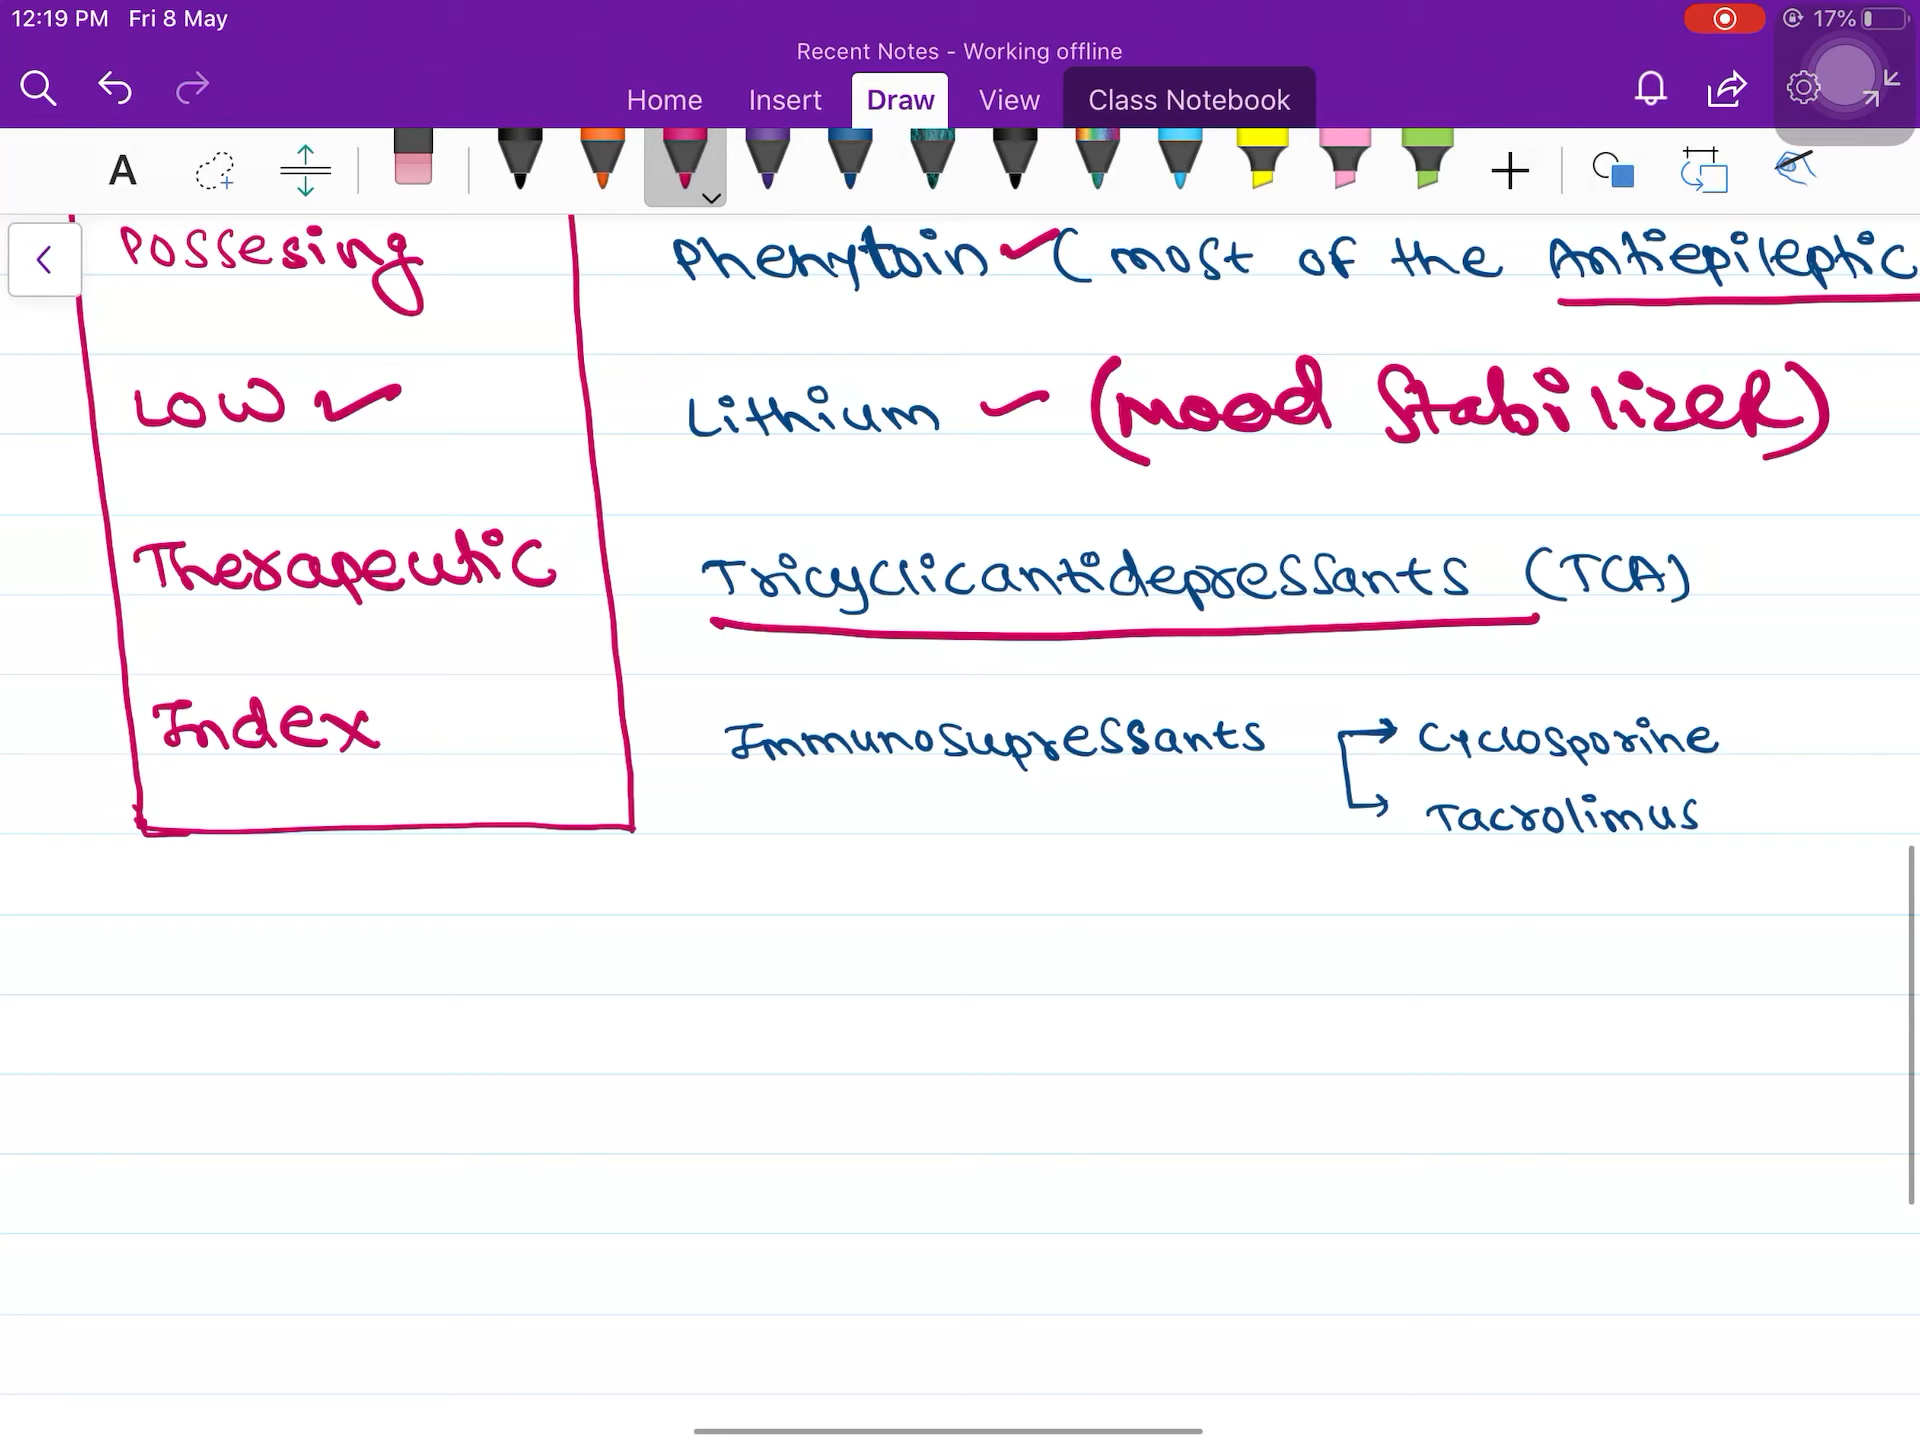 12:19 PM Fri 8 May
17%
Recent Notes - Working offline
Home Insert Draw View Class Notebook
A
Possesing Phenytoin (most of the Antiepileptic
Low Lithium (mood Stabilizer)
Therapeutic Tricyclicantidepressants (TCA)
Index Immunosupressants → Cyclosporine
→ Tacrolimus